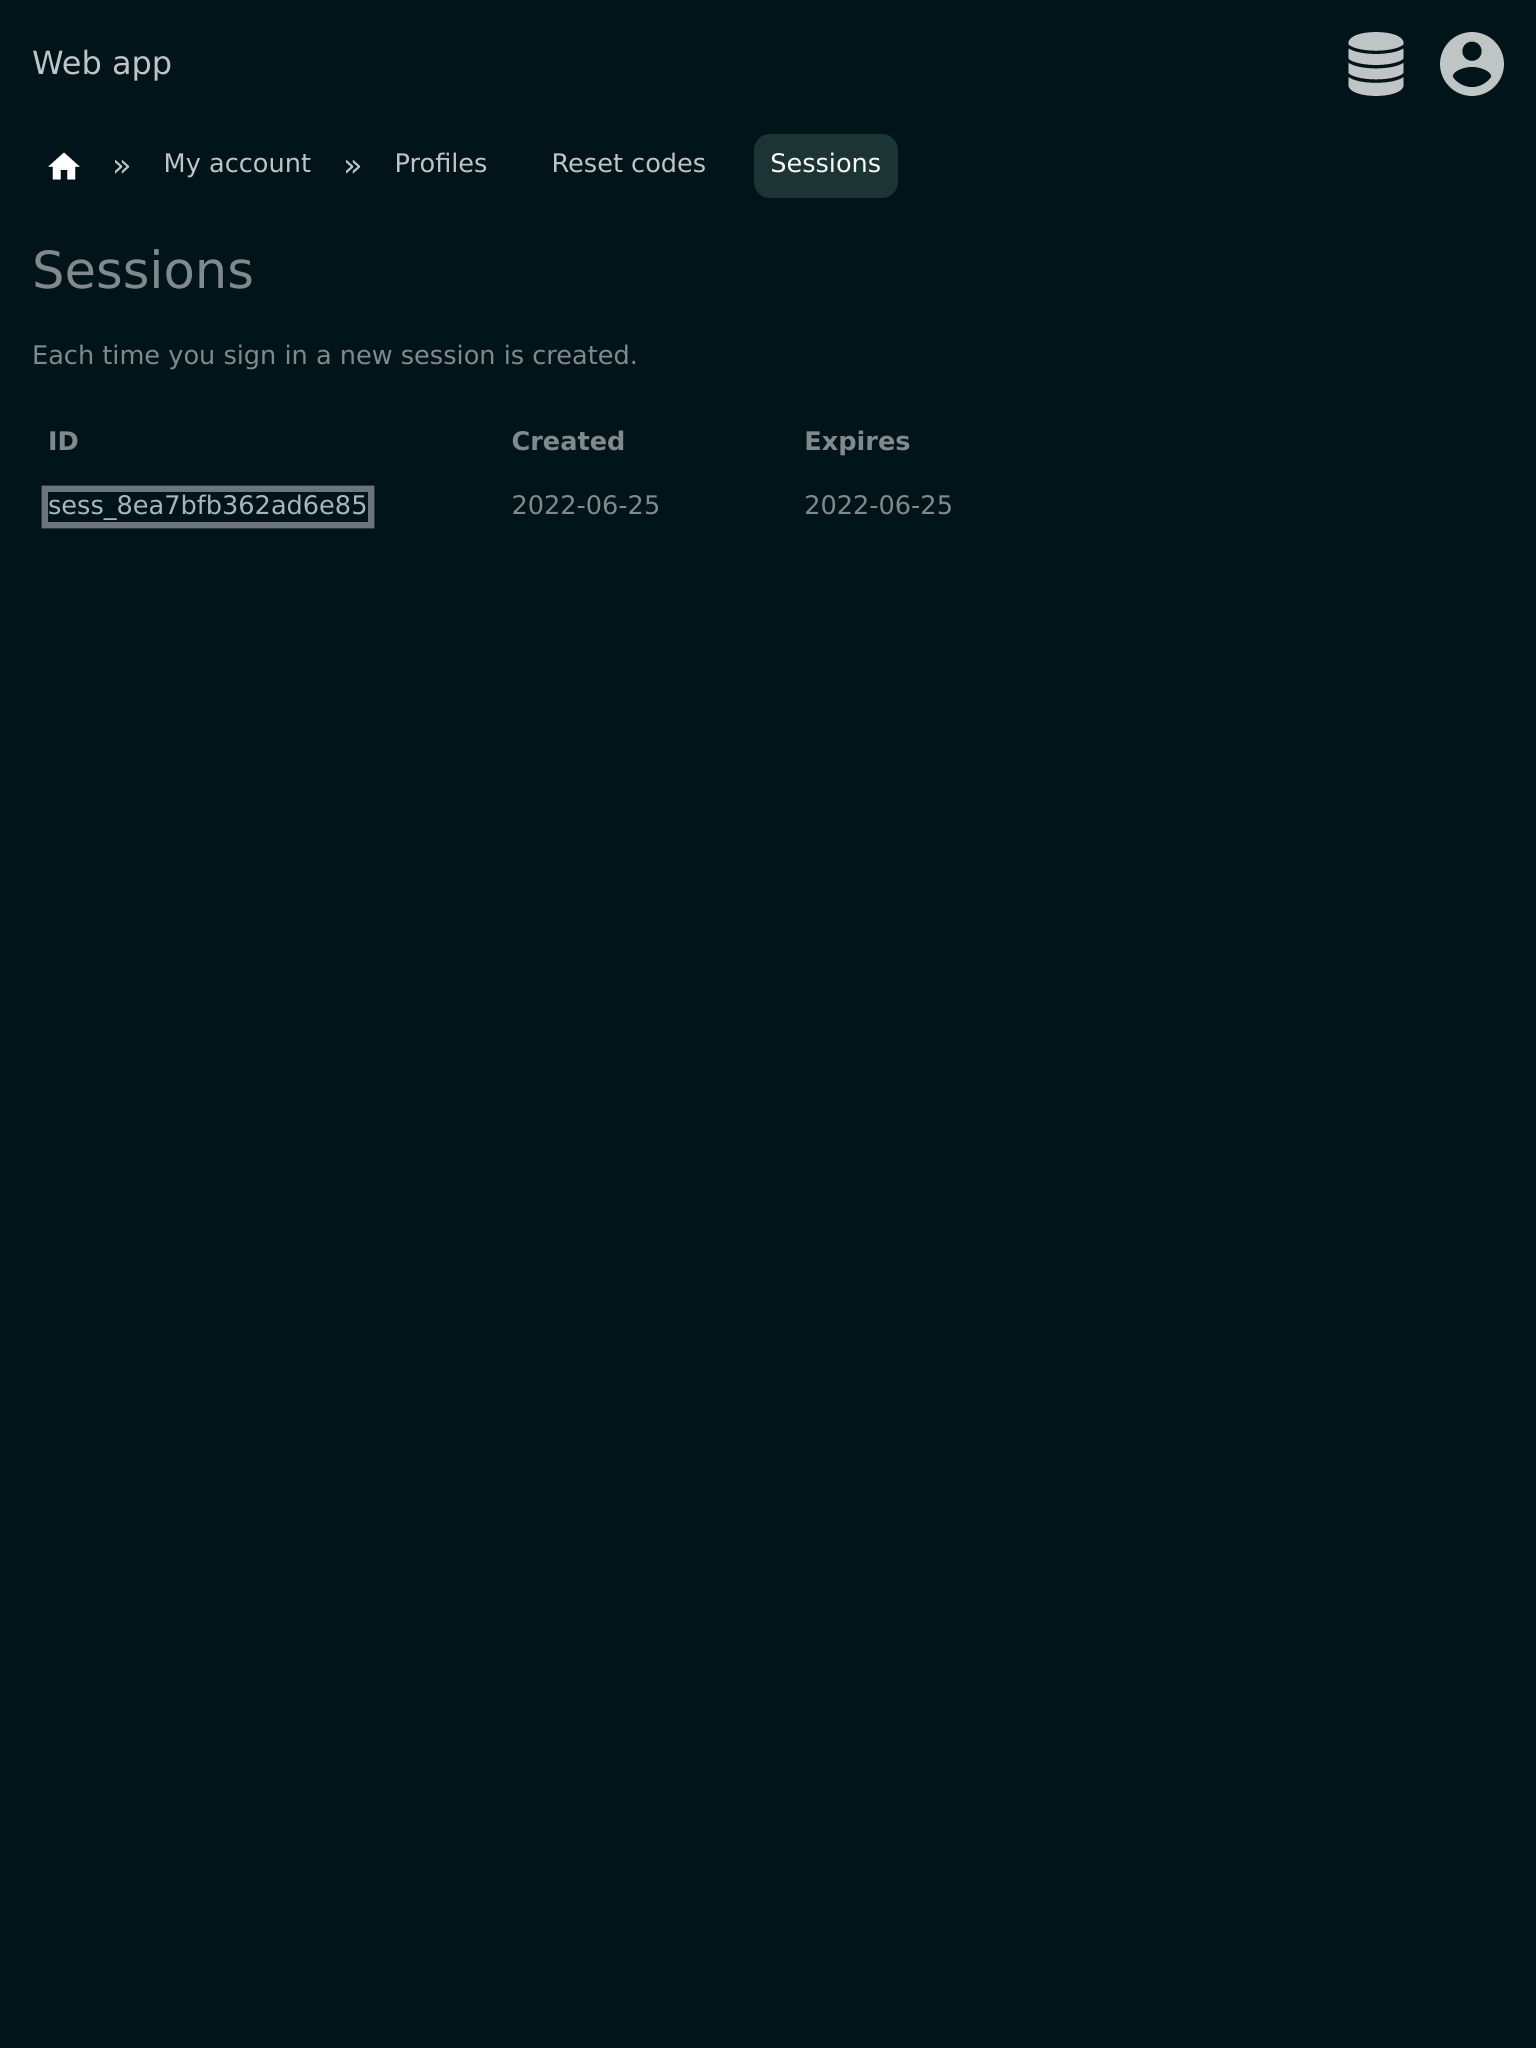 Web app
» My account » Profiles Reset codes Sessions
Sessions
Each time you sign in a new session is created.
ID Created Expires
sess_8ea7bfb362ad6e85 2022-06-25 2022-06-25